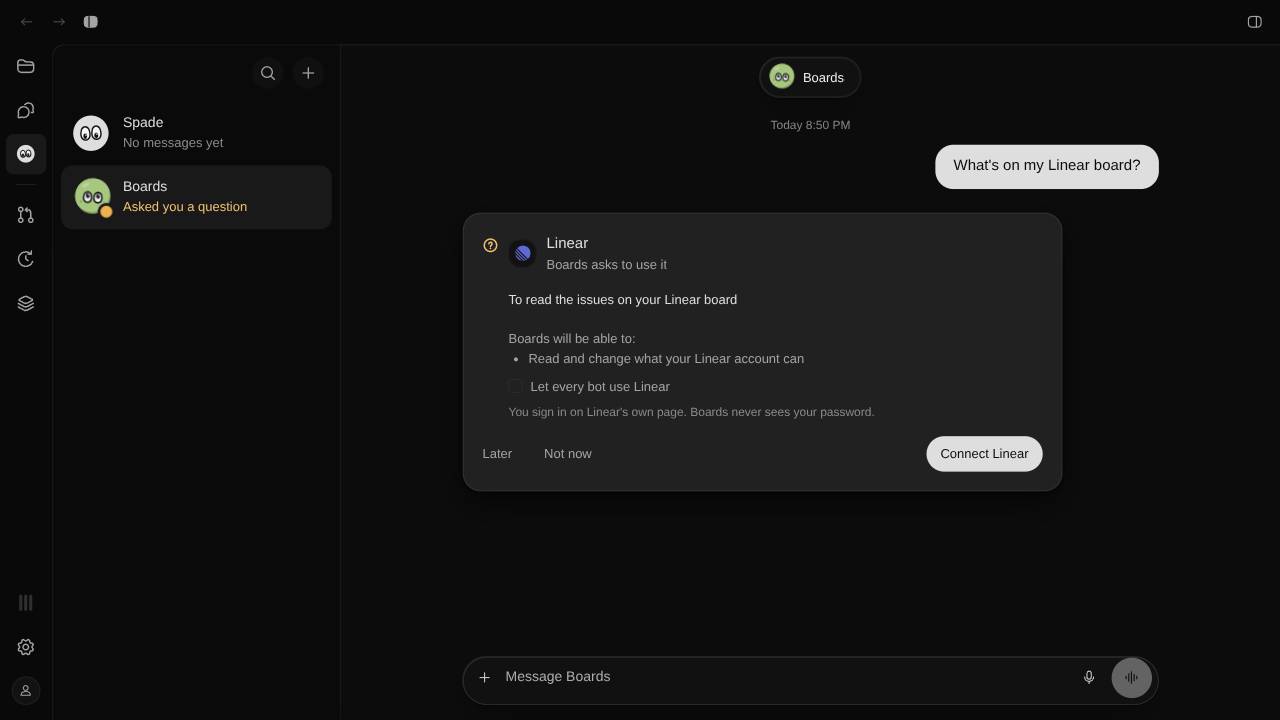 Spade
No messages yet
Boards
Asked you a question
Boards
Today 8:50 PM
What's on my Linear board?
Linear
Boards asks to use it
To read the issues on your Linear board
Boards will be able to:
• Read and change what your Linear account can
Let every bot use Linear
You sign in on Linear's own page. Boards never sees your password.
Later
Not now
Connect Linear
Message Boards